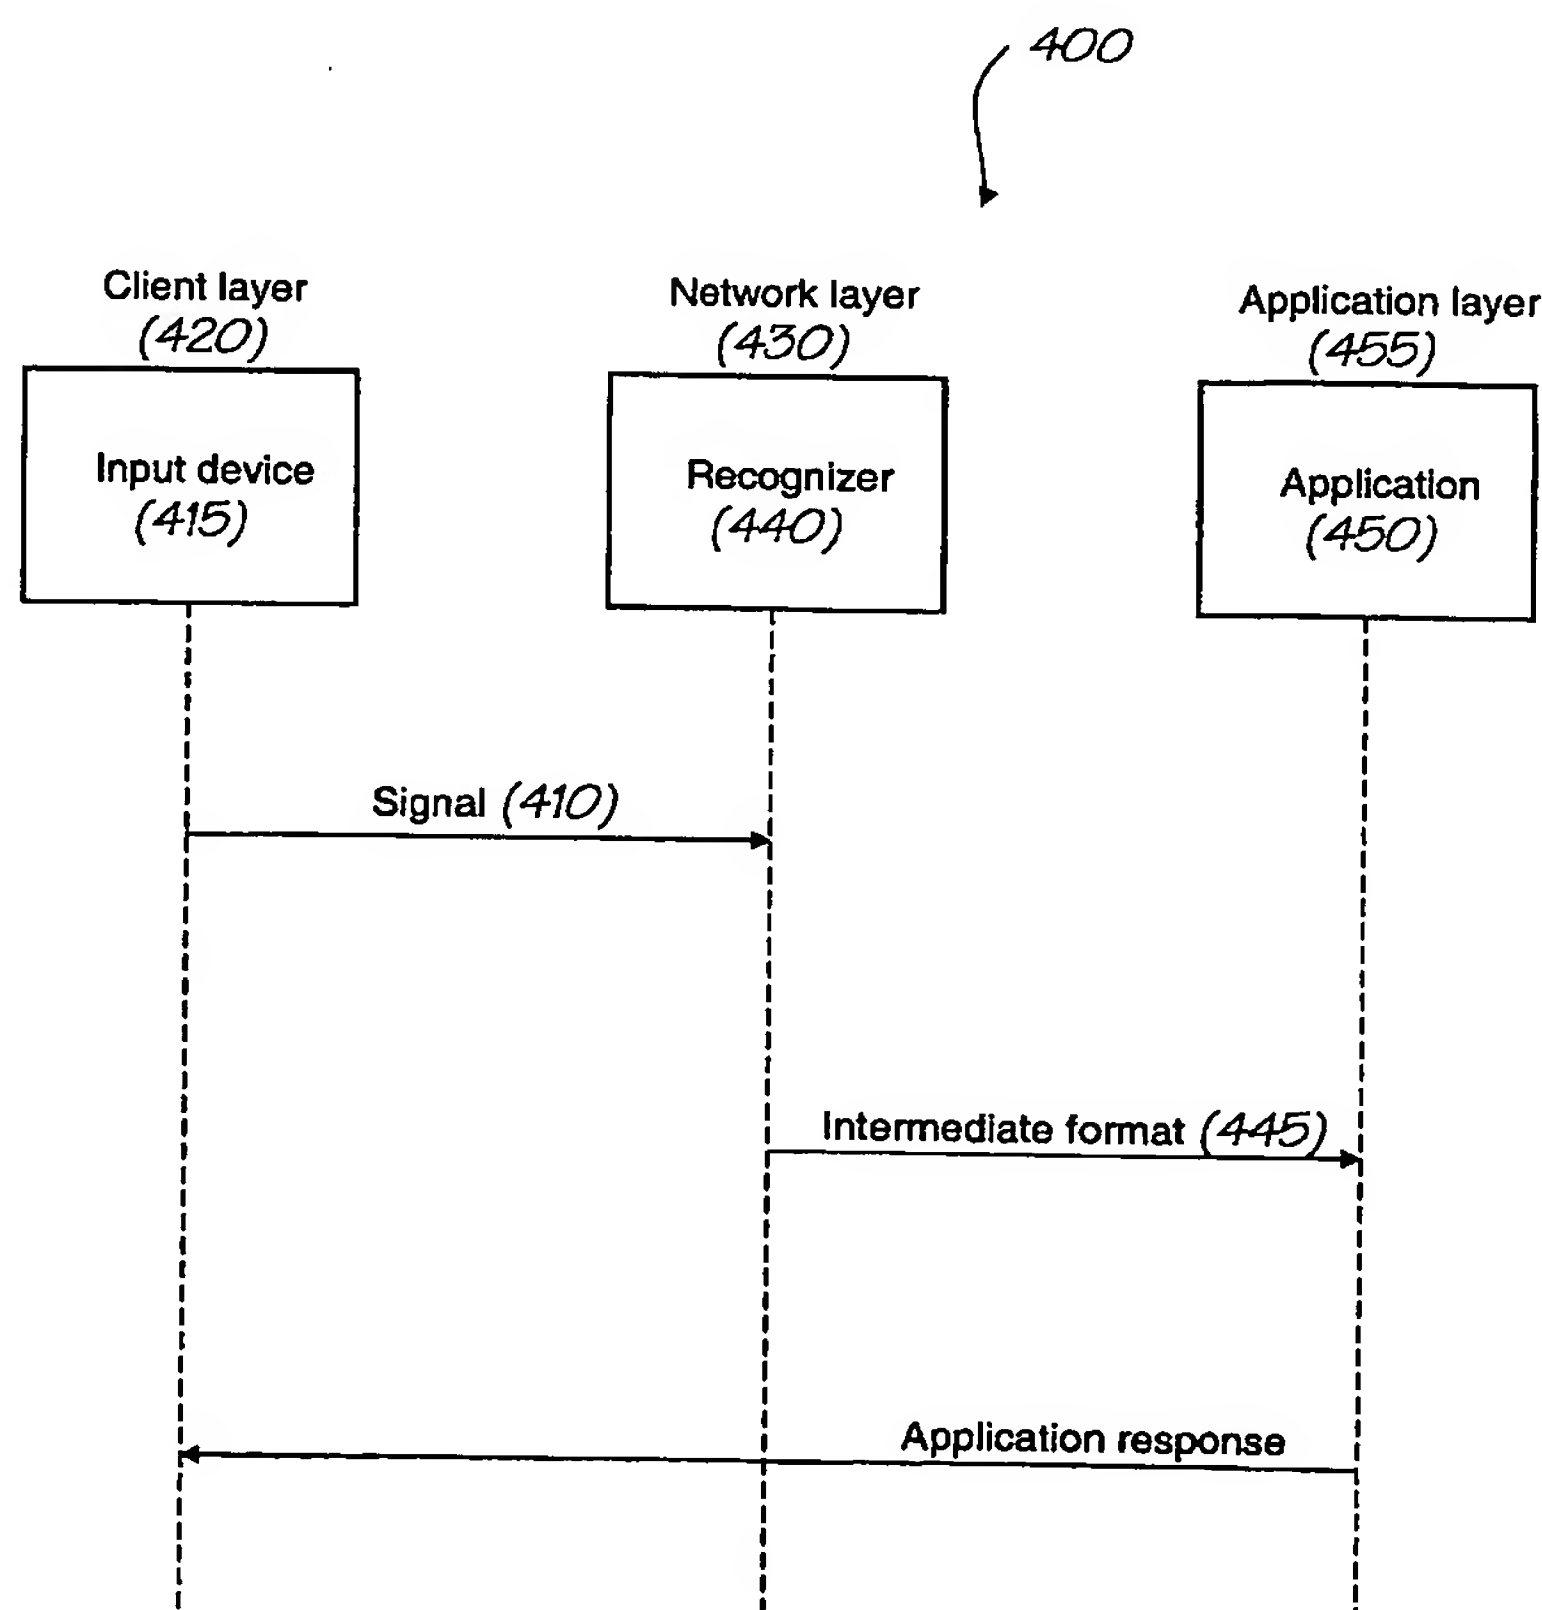 400
Client layer
(420)
Network layer
(430)
Application layer
(455)
Input device
(415)
Recognizer
(440)
Application
(450)
Signal (410)
Intermediate format (445)
Application response